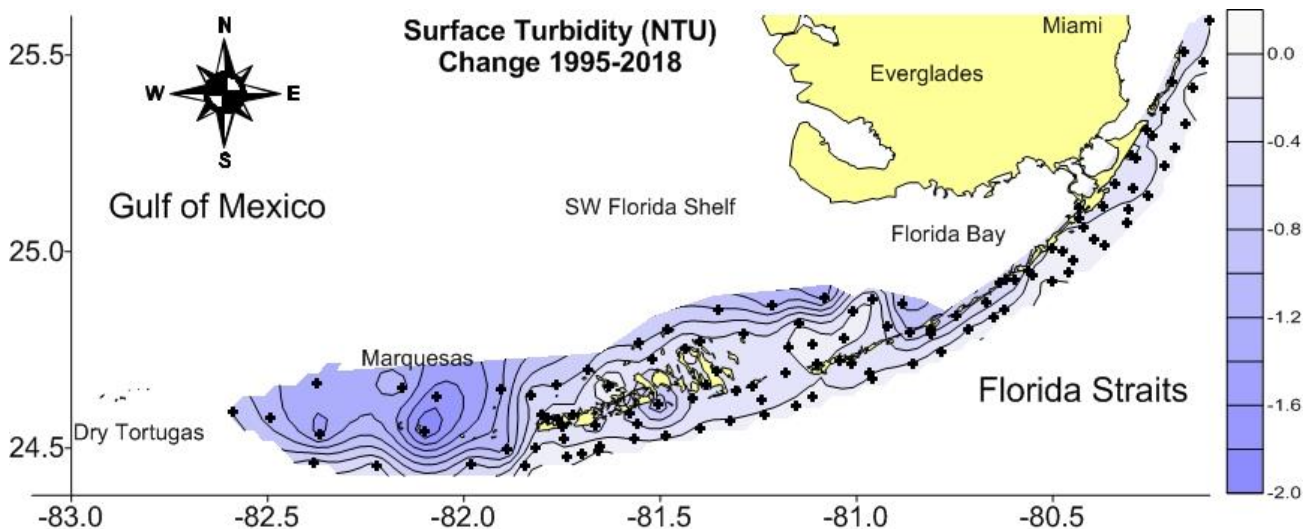 Surface Turbidity (NTU)
Change 1995-2018
Miami
Everglades
N
W E
S
Gulf of Mexico
SW Florida Shelf
Florida Bay
Marquesas
Florida Straits
Dry Tortugas
25.5
25.0
24.5
-83.0 -82.5 -82.0 -81.5 -81.0 -80.5
0.0
-0.4
-0.8
-1.2
-1.6
-2.0